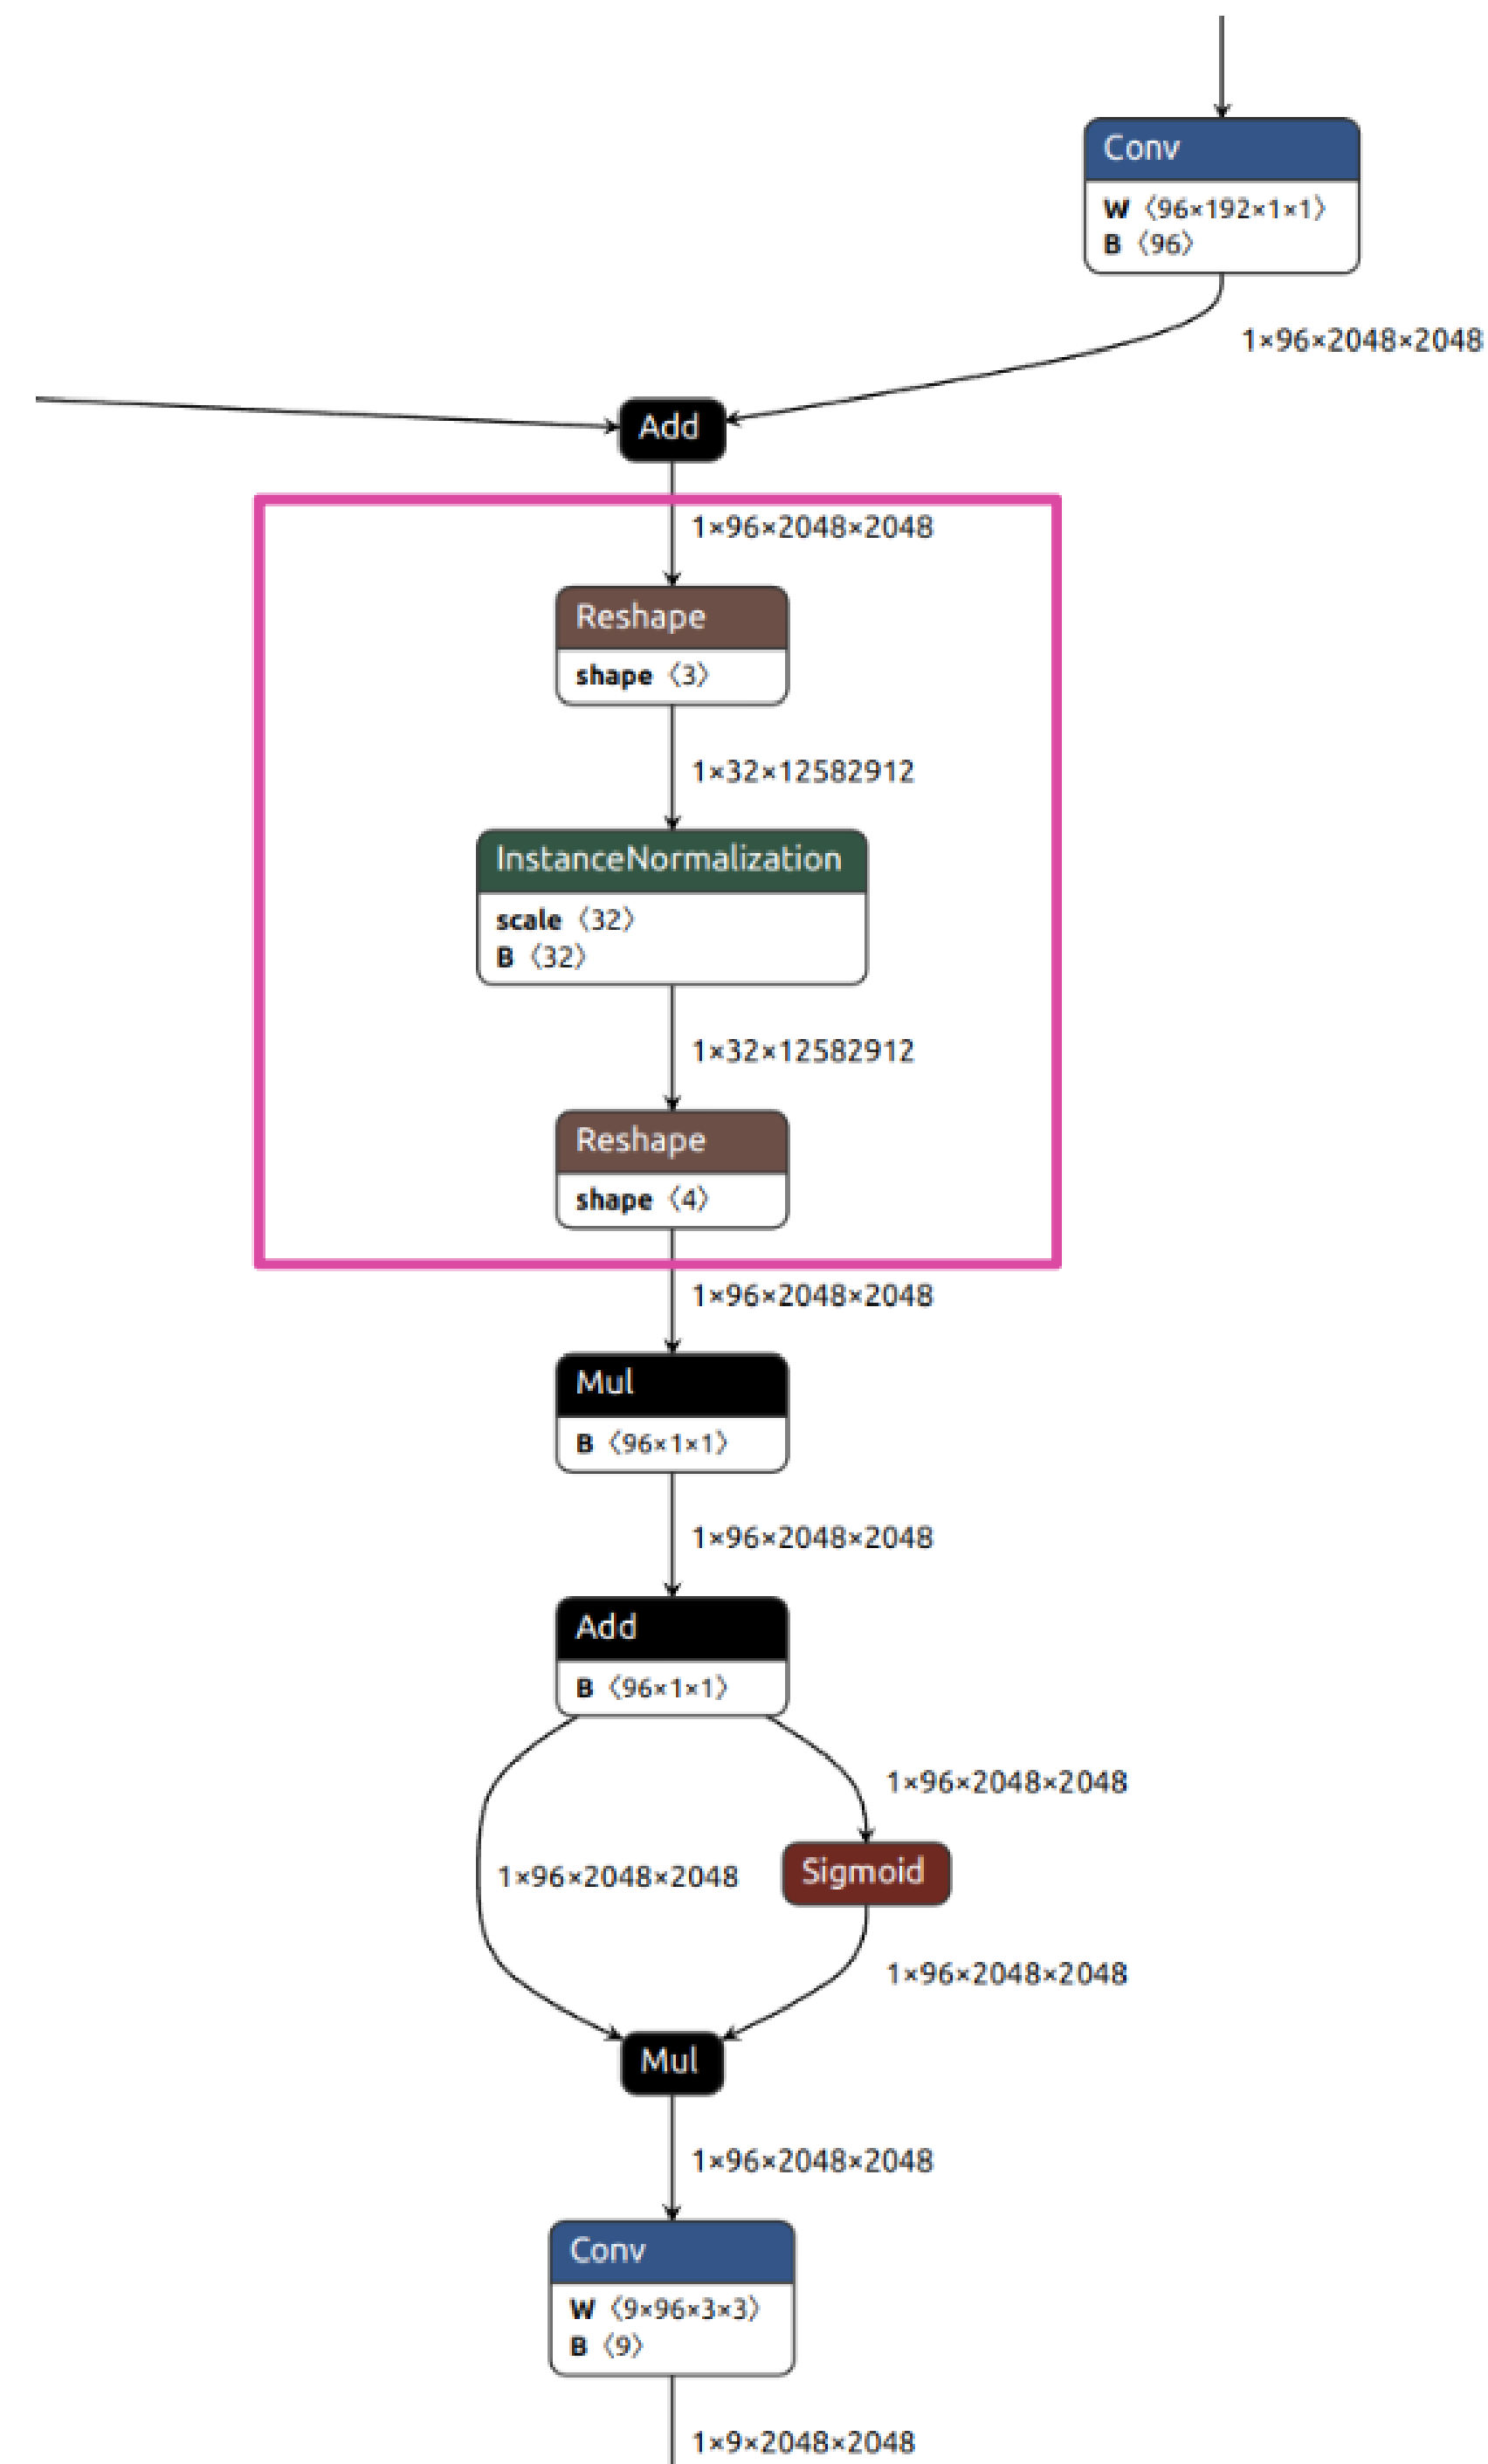 Conv
W 〈96×192×1×1〉
B 〈96〉
1×96×2048×2048
Add
1×96×2048×2048
Reshape
shape 〈3〉
1×32×12582912
InstanceNormalization
scale 〈32〉
B 〈32〉
1×32×12582912
Reshape
shape 〈4〉
1×96×2048×2048
Mul
B 〈96×1×1〉
1×96×2048×2048
Add
B 〈96×1×1〉
1×96×2048×2048
1×96×2048×2048
Sigmoid
1×96×2048×2048
Mul
1×96×2048×2048
Conv
W 〈9×96×3×3〉
B 〈9〉
1×9×2048×2048